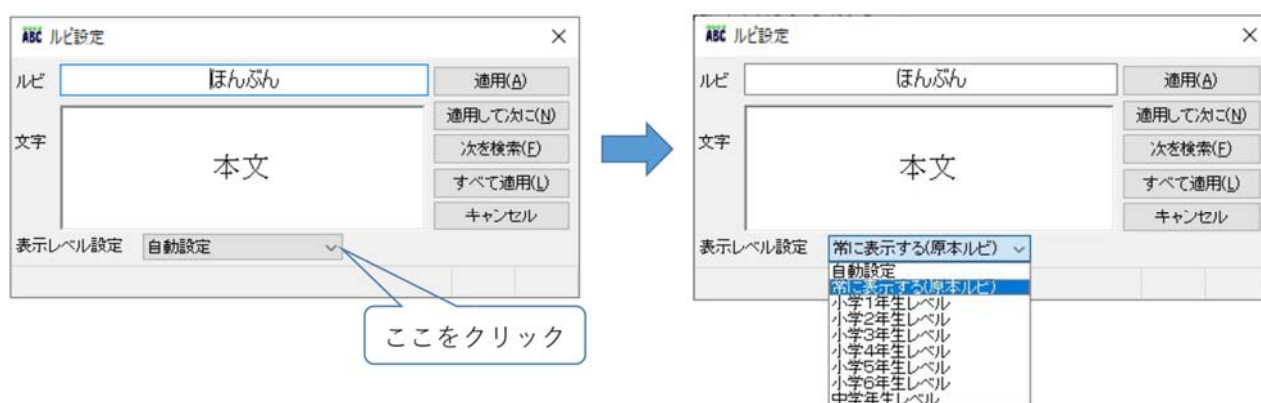 ABC ルビ設定
ルビ ほんぶん 適用(A)
適用して次に(N)
文字 本文 次を検索(F)
すべて適用(L)
キャンセル
表示レベル設定 自動設定
ここをクリック
ABC ルビ設定
ルビ ほんぶん 適用(A)
適用して次に(N)
文字 本文 次を検索(F)
すべて適用(L)
キャンセル
表示レベル設定 常に表示する(原本ルビ)
自動設定
常に表示する(原本ルビ)
小学1年生レベル
小学2年生レベル
小学3年生レベル
小学4年生レベル
小学5年生レベル
小学6年生レベル
中学年生レベル